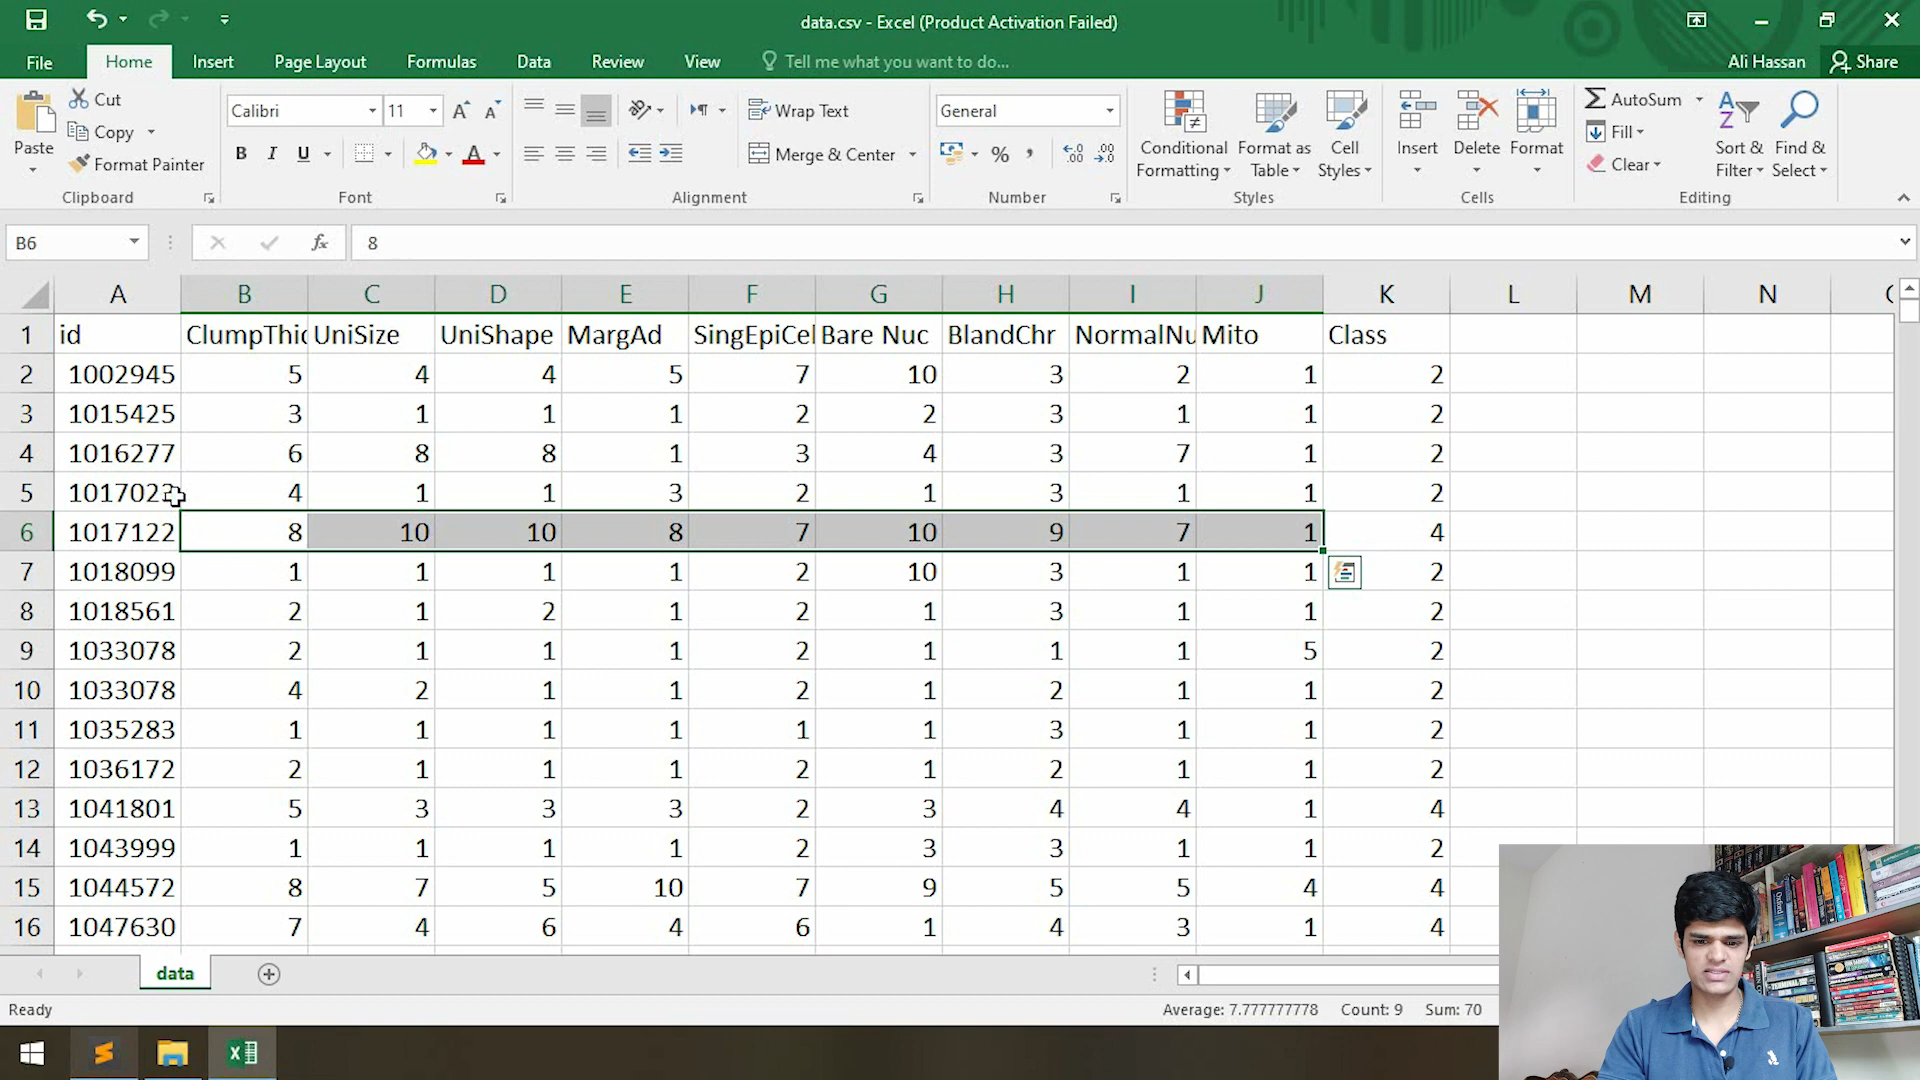 data.csv - Excel (Product Activation Failed)
File Home Insert Page Layout Formulas Data Review View Tell me what you want to do... Ali Hassan Share
Paste
Cut
Copy
Format Painter
Clipboard
Calibri 11
B I U A
Font
Wrap Text
Merge & Center
Alignment
General
% ,
Number
Conditional Formatting
Format as Table
Cell Styles
Styles
Insert Delete Format
Cells
AutoSum
Fill
Clear
Sort & Filter
Find & Select
Editing
B6 fx 8
A B C D E F G H I J K L M N
1 id ClumpThic UniSize UniShape MargAd SingEpiCel Bare Nuc BlandChr NormalNu Mito Class
2 1002945 5 4 4 5 7 10 3 2 1 2
3 1015425 3 1 1 1 2 2 3 1 1 2
4 1016277 6 8 8 1 3 4 3 7 1 2
5 1017023 4 1 1 3 2 1 3 1 1 2
6 1017122 8 10 10 8 7 10 9 7 1 4
7 1018099 1 1 1 1 2 10 3 1 1 2
8 1018561 2 1 2 1 2 1 3 1 1 2
9 1033078 2 1 1 1 2 1 1 1 5 2
10 1033078 4 2 1 1 2 1 2 1 1 2
11 1035283 1 1 1 1 1 1 3 1 1 2
12 1036172 2 1 1 1 2 1 2 1 1 2
13 1041801 5 3 3 3 2 3 4 4 1 4
14 1043999 1 1 1 1 2 3 3 1 1 2
15 1044572 8 7 5 10 7 9 5 5 4 4
16 1047630 7 4 6 4 6 1 4 3 1 4
data
Ready Average: 7.777777778 Count: 9 Sum: 70